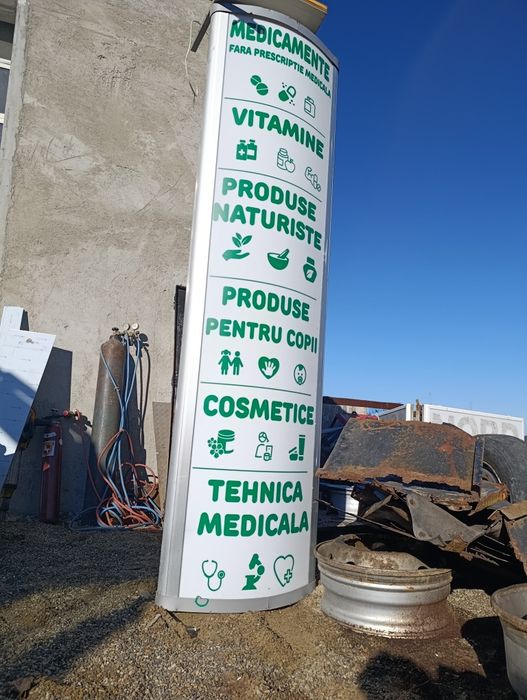 MEDICAMENTE
FARA PRESCRIPTIE MEDICALA
VITAMINE
PRODUSE
NATURISTE
PRODUSE
PENTRU COPII
COSMETICE
TEHNICA
MEDICALA